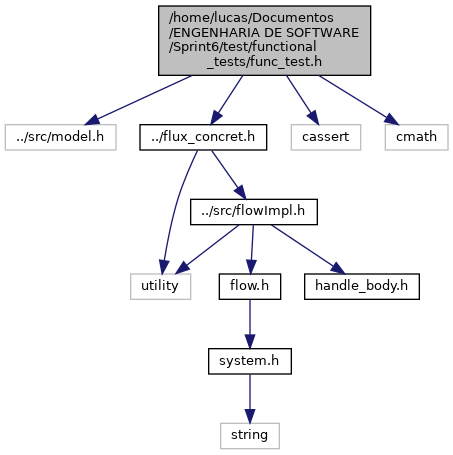 /home/lucas/Documentos
/ENGENHARIA DE SOFTWARE
/Sprint6/test/functional
_tests/func_test.h
../src/model.h
../flux_concret.h
cassert
cmath
../src/flowImpl.h
utility
flow.h
handle_body.h
system.h
string